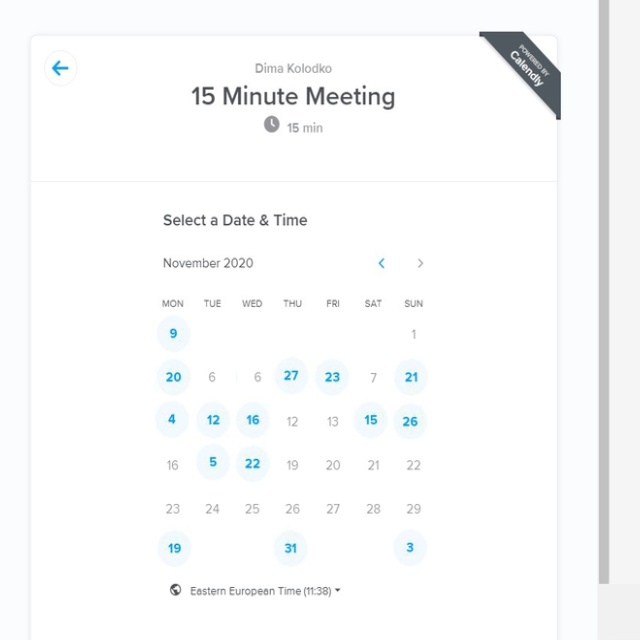 POWERED BY
Calendly
Dima Kolodko
15 Minute Meeting
15 min
Select a Date & Time
November 2020
MON TUE WED THU FRI SAT SUN
9 1
20 6 6 27 23 7 21
4 12 16 12 13 15 26
16 5 22 19 20 21 22
23 24 25 26 27 28 29
19 31 3
Eastern European Time (11:38)